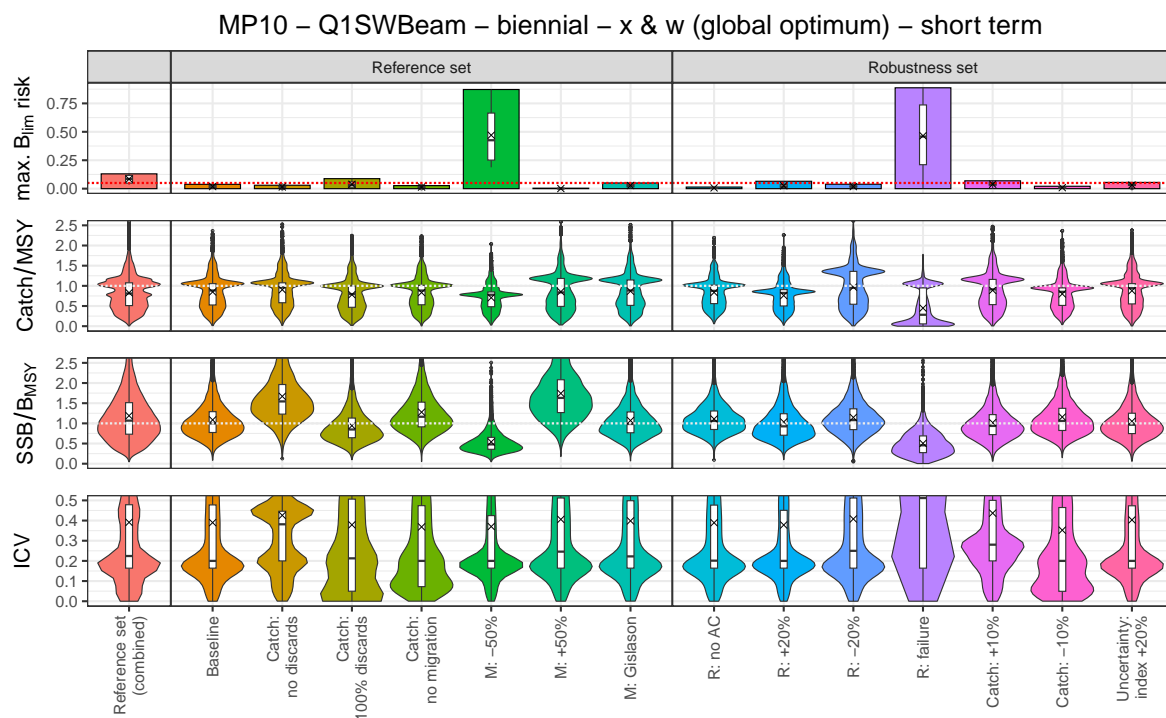 MP10 – Q1SWBeam – biennial – x & w (global optimum) – short term
Reference set
Robustness set
max. Blim risk
0.75
0.50
0.25
0.00
Catch/MSY
2.5
2.0
1.5
1.0
0.5
0.0
SSB/BMSY
2.5
2.0
1.5
1.0
0.5
0.0
ICV
0.5
0.4
0.3
0.2
0.1
0.0
Reference set
(combined)
Baseline
Catch:
no discards
Catch:
100% discards
Catch:
no migration
M: −50%
M: +50%
M: Gislason
R: no AC
R: +20%
R: −20%
R: failure
Catch: +10%
Catch: −10%
Uncertainty:
index +20%